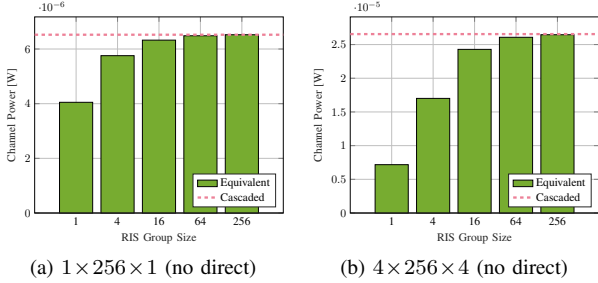 ·10⁻⁶
Channel Power [W]
6
4
2
0
1 4 16 64 256
RIS Group Size
Equivalent
Cascaded
(a) 1×256×1 (no direct)
·10⁻⁵
Channel Power [W]
2.5
2
1.5
1
0.5
0
1 4 16 64 256
RIS Group Size
Equivalent
Cascaded
(b) 4×256×4 (no direct)